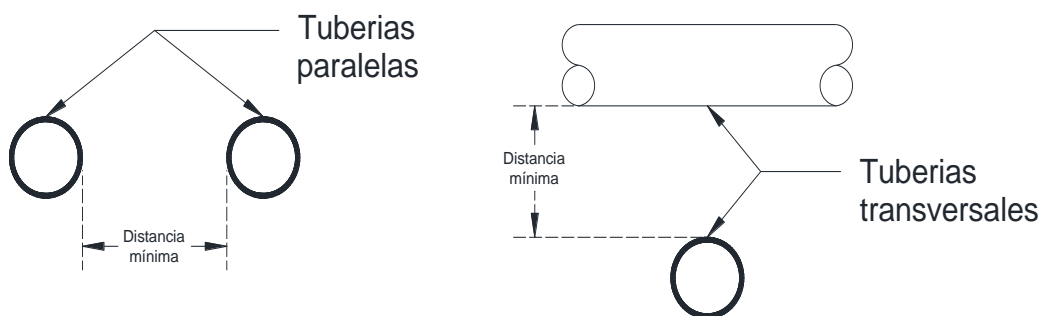 Tuberias
paralelas
Distancia
mínima
Distancia
mínima
Tuberias
transversales